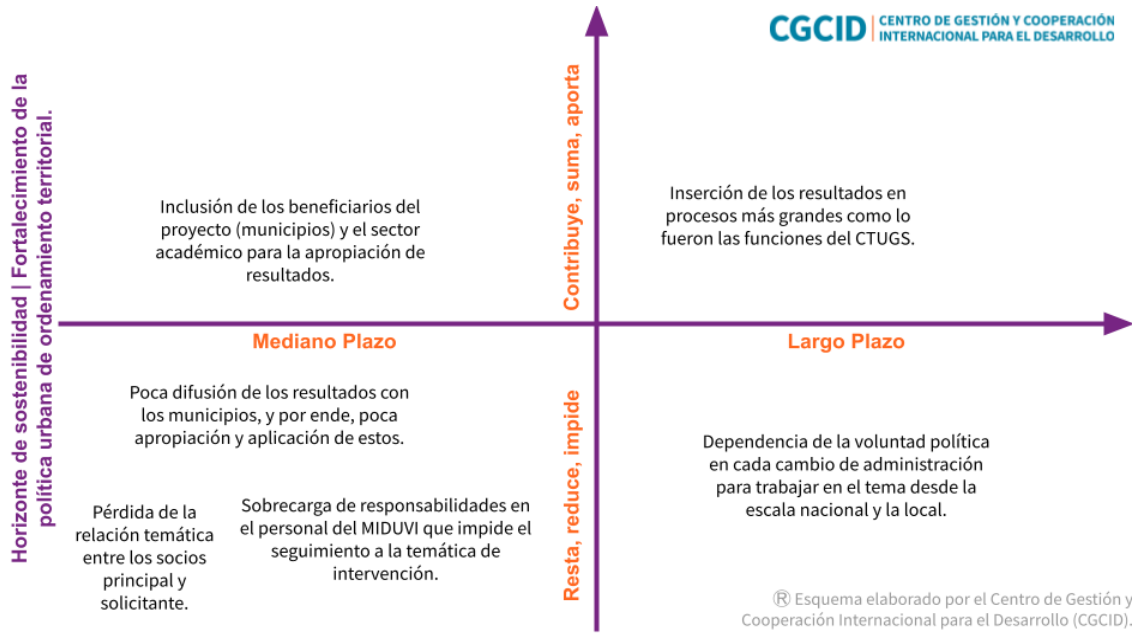 CGCID
CENTRO DE GESTIÓN Y COOPERACIÓN
INTERNACIONAL PARA EL DESARROLLO
Horizonte de sostenibilidad | Fortalecimiento de la
política urbana de ordenamiento territorial.
Contribuye, suma, aporta
Inclusión de los beneficiarios del
proyecto (municipios) y el sector
académico para la apropiación de
resultados.
Inserción de los resultados en
procesos más grandes como lo
fueron las funciones del CTUGS.
Mediano Plazo
Largo Plazo
Resta, reduce, impide
Poca difusión de los resultados con
los municipios, y por ende, poca
apropiación y aplicación de estos.
Pérdida de la
relación temática
entre los socios
principal y
solicitante.
Sobrecarga de responsabilidades en
el personal del MIDUVI que impide el
seguimiento a la temática de
intervención.
Dependencia de la voluntad política
en cada cambio de administración
para trabajar en el tema desde la
escala nacional y la local.
Ⓡ Esquema elaborado por el Centro de Gestión y
Cooperación Internacional para el Desarrollo (CGCID).